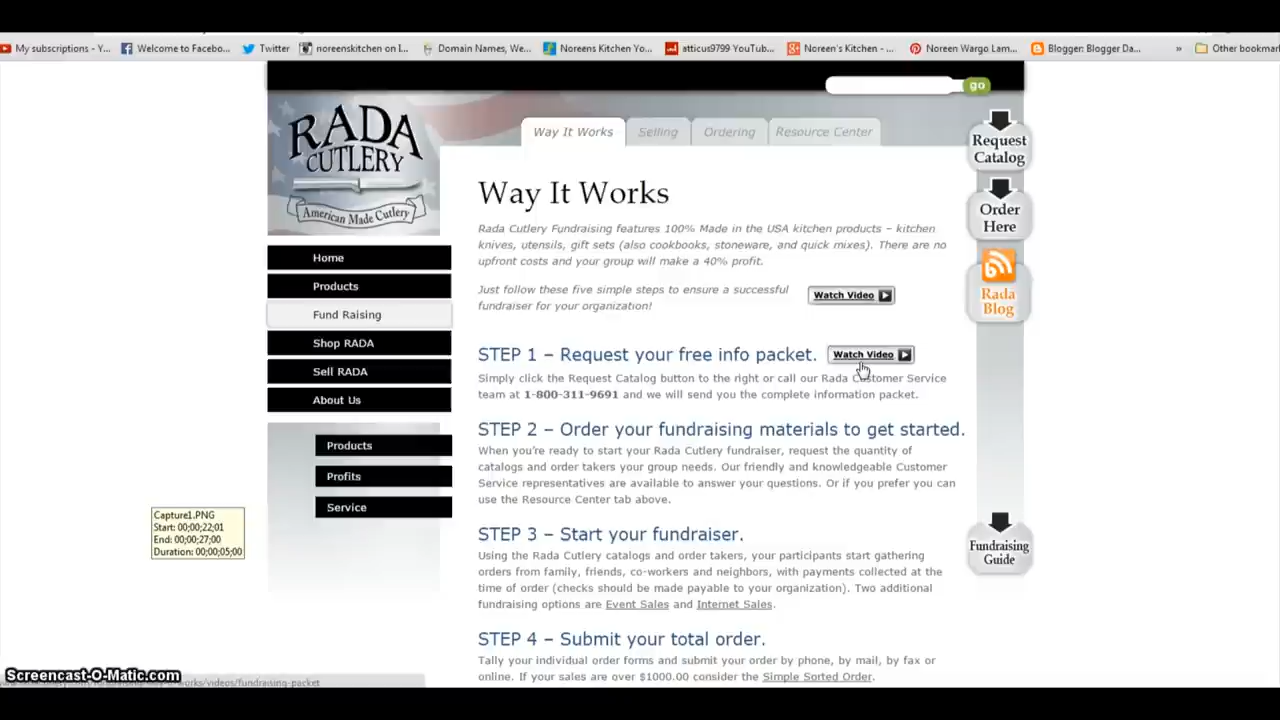 My subscriptions - Y...
Welcome to Facebo...
Twitter
noreenskitchen on I...
Domain Names, We...
Noreens Kitchen Yo...
atticus9799 YouTub...
Noreen's Kitchen - ...
Noreen Wargo Lam...
Blogger: Blogger Da...
»
Other bookmar
go
RADA
CUTLERY
American Made Cutlery
Way It Works
Selling
Ordering
Resource Center
Request
Catalog
Order
Here
Rada
Blog
Fundraising
Guide
Home
Products
Fund Raising
Shop RADA
Sell RADA
About Us
Products
Profits
Service
Way It Works
Rada Cutlery Fundraising features 100% Made in the USA kitchen products – kitchen
knives, utensils, gift sets (also cookbooks, stoneware, and quick mixes). There are no
upfront costs and your group will make a 40% profit.
Just follow these five simple steps to ensure a successful
fundraiser for your organization!
Watch Video
STEP 1 – Request your free info packet.
Watch Video
Simply click the Request Catalog button to the right or call our Rada Customer Service
team at 1-800-311-9691 and we will send you the complete information packet.
STEP 2 – Order your fundraising materials to get started.
When you're ready to start your Rada Cutlery fundraiser, request the quantity of
catalogs and order takers your group needs. Our friendly and knowledgeable Customer
Service representatives are available to answer your questions. Or if you prefer you can
use the Resource Center tab above.
STEP 3 – Start your fundraiser.
Using the Rada Cutlery catalogs and order takers, your participants start gathering
orders from family, friends, co-workers and neighbors, with payments collected at the
time of order (checks should be made payable to your organization). Two additional
fundraising options are Event Sales and Internet Sales.
STEP 4 – Submit your total order.
Tally your individual order forms and submit your order by phone, by mail, by fax or
online. If your sales are over $1000.00 consider the Simple Sorted Order.
Capture1.PNG
Start: 00;00;22;01
End: 00;00;27;00
Duration: 00;00;05;00
Screencast-O-Matic.com
works/videos/fundraising-packet